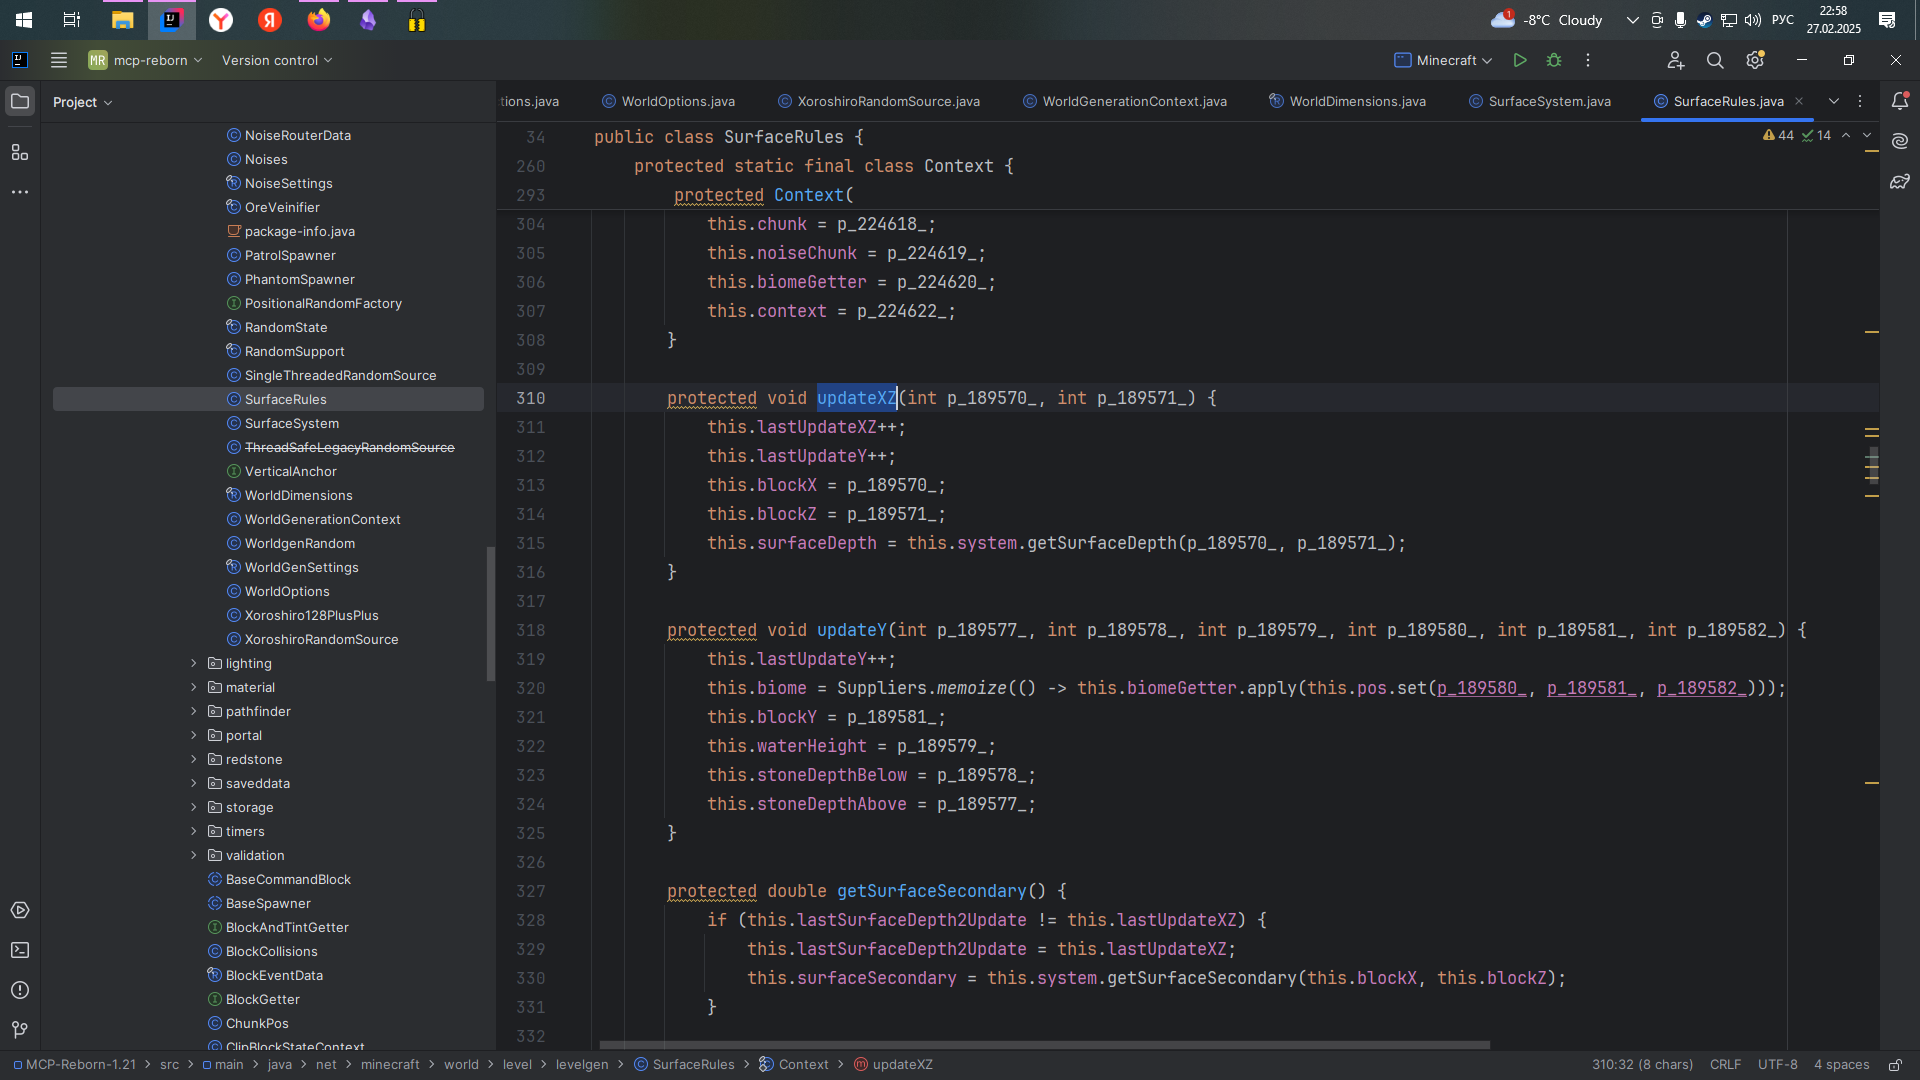 -8°C Cloudy
РУС
22:58
27.02.2025
MR mcp-reborn
Version control
Minecraft
Project
tions.java
WorldOptions.java
XoroshiroRandomSource.java
WorldGenerationContext.java
WorldDimensions.java
SurfaceSystem.java
SurfaceRules.java
NoiseRouterData
Noises
NoiseSettings
OreVeinifier
package-info.java
PatrolSpawner
PhantomSpawner
PositionalRandomFactory
RandomState
RandomSupport
SingleThreadedRandomSource
SurfaceRules
SurfaceSystem
ThreadSafeLegacyRandomSource
VerticalAnchor
WorldDimensions
WorldGenerationContext
WorldgenRandom
WorldGenSettings
WorldOptions
Xoroshiro128PlusPlus
XoroshiroRandomSource
lighting
material
pathfinder
portal
redstone
saveddata
storage
timers
validation
BaseCommandBlock
BaseSpawner
BlockAndTintGetter
BlockCollisions
BlockEventData
BlockGetter
ChunkPos
ClipBlockStateContext
44 14
34 public class SurfaceRules {
260 protected static final class Context {
293 protected Context(
304 this.chunk = p_224618_;
305 this.noiseChunk = p_224619_;
306 this.biomeGetter = p_224620_;
307 this.context = p_224622_;
308 }
309
310 protected void updateXZ(int p_189570_, int p_189571_) {
311 this.lastUpdateXZ++;
312 this.lastUpdateY++;
313 this.blockX = p_189570_;
314 this.blockZ = p_189571_;
315 this.surfaceDepth = this.system.getSurfaceDepth(p_189570_, p_189571_);
316 }
317
318 protected void updateY(int p_189577_, int p_189578_, int p_189579_, int p_189580_, int p_189581_, int p_189582_) {
319 this.lastUpdateY++;
320 this.biome = Suppliers.memoize(() -> this.biomeGetter.apply(this.pos.set(p_189580_, p_189581_, p_189582_)));
321 this.blockY = p_189581_;
322 this.waterHeight = p_189579_;
323 this.stoneDepthBelow = p_189578_;
324 this.stoneDepthAbove = p_189577_;
325 }
326
327 protected double getSurfaceSecondary() {
328 if (this.lastSurfaceDepth2Update != this.lastUpdateXZ) {
329 this.lastSurfaceDepth2Update = this.lastUpdateXZ;
330 this.surfaceSecondary = this.system.getSurfaceSecondary(this.blockX, this.blockZ);
331 }
332
MCP-Reborn-1.21 > src > main > java > net > minecraft > world > level > levelgen > SurfaceRules > Context > updateXZ
310:32 (8 chars) CRLF UTF-8 4 spaces